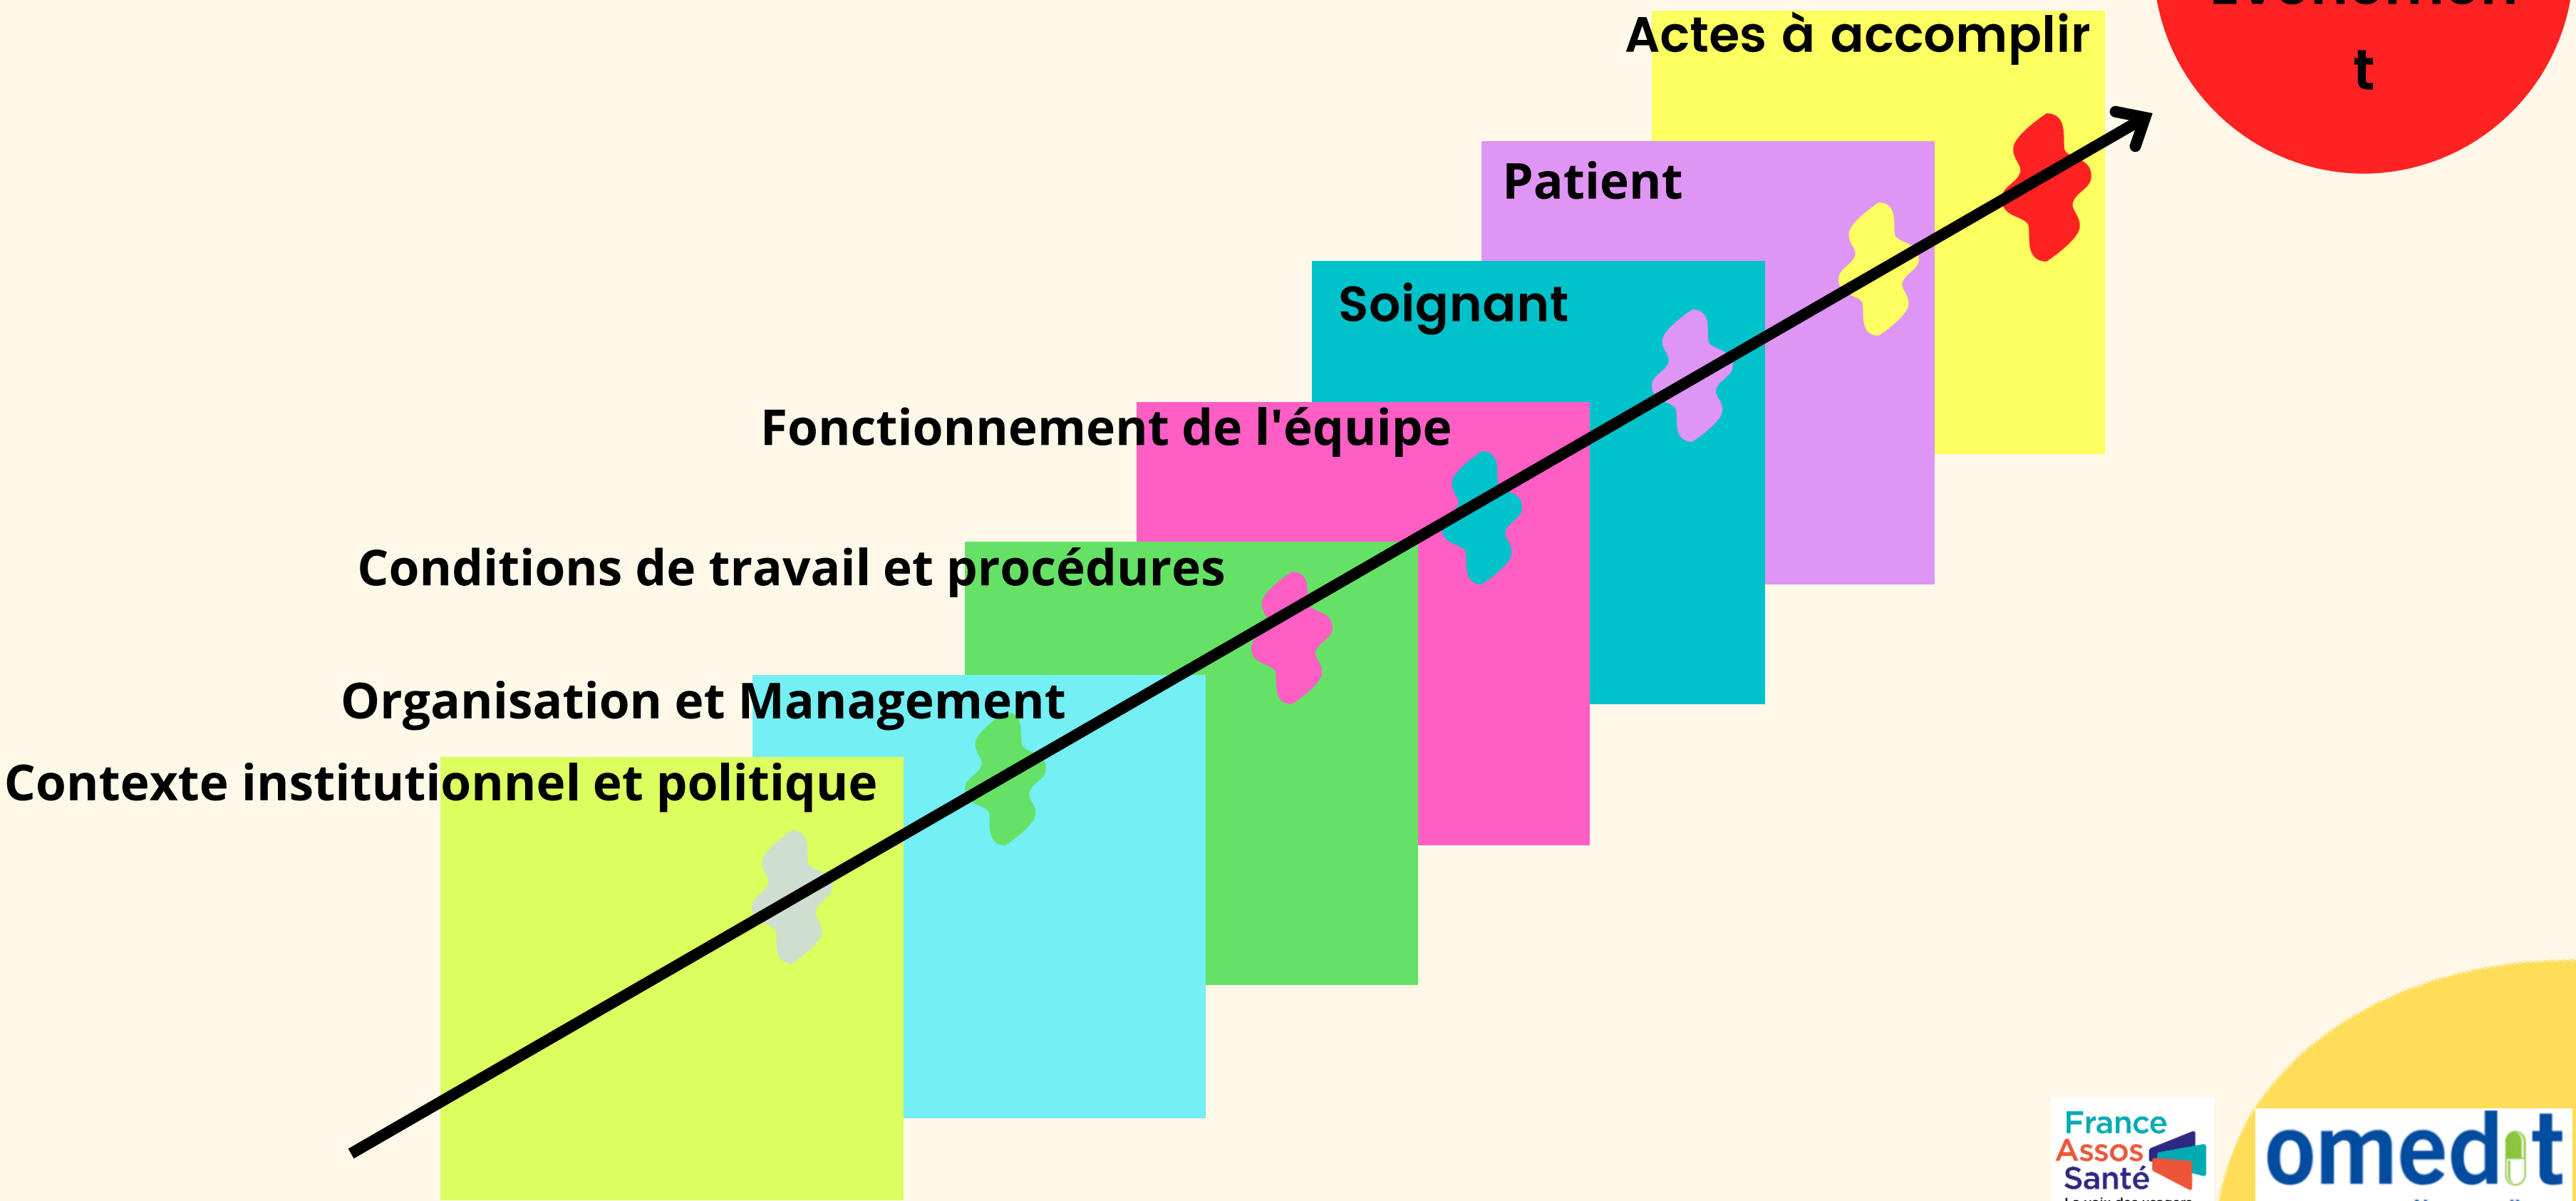 Actes à accomplir
t
Patient
Soignant
Fonctionnement de l'équipe
Conditions de travail et procédures
Organisation et Management
Contexte institutionnel et politique
France
Assos
Santé
omedit